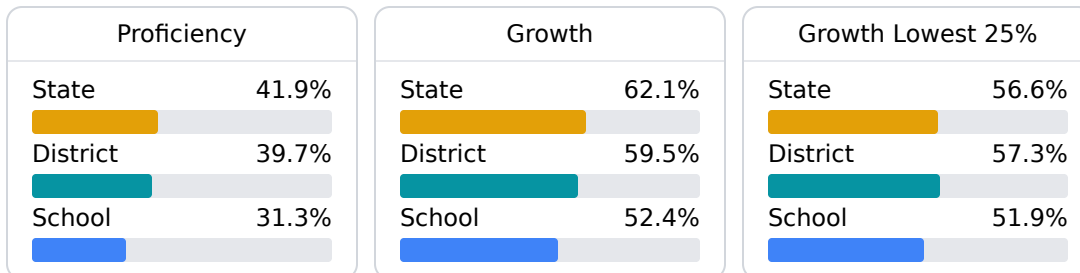 Proficiency
State 41.9%
District 39.7%
School 31.3%
Growth
State 62.1%
District 59.5%
School 52.4%
Growth Lowest 25%
State 56.6%
District 57.3%
School 51.9%